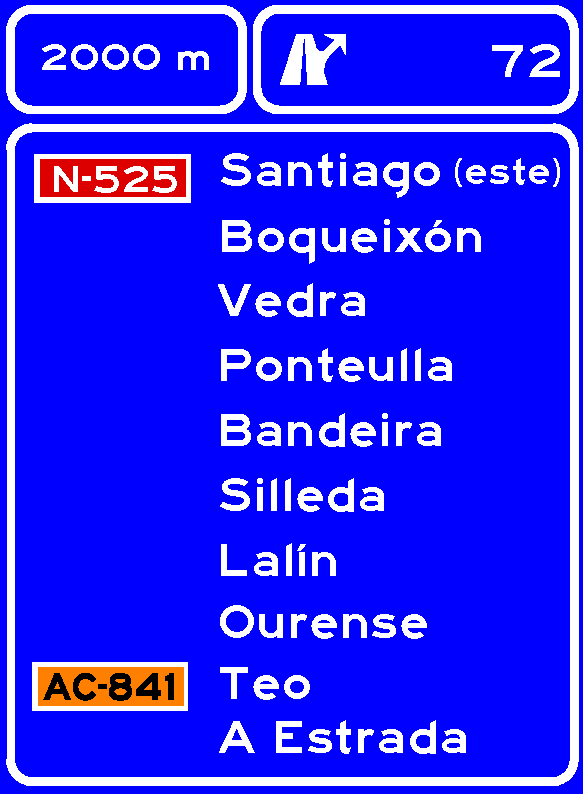 2000 m 72
N-525 Santiago (este)
Boqueixón
Vedra
Ponteulla
Bandeira
Silleda
Lalín
Ourense
AC-841 Teo
A Estrada